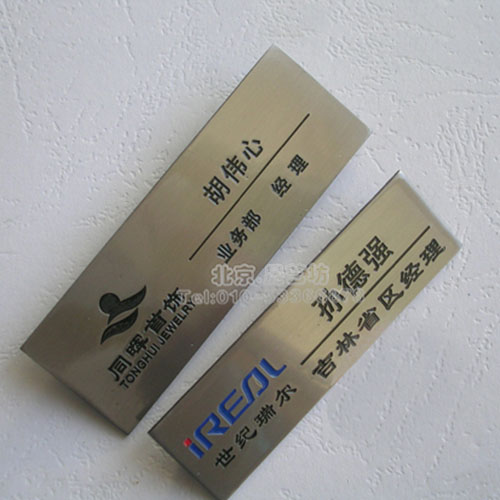 胡伟心
业务部 经理
同晖首饰
TONGHUI JEWELRY
德强
吉林省区经理
iREAL
世纪瑞尔
北京
Tel:010-